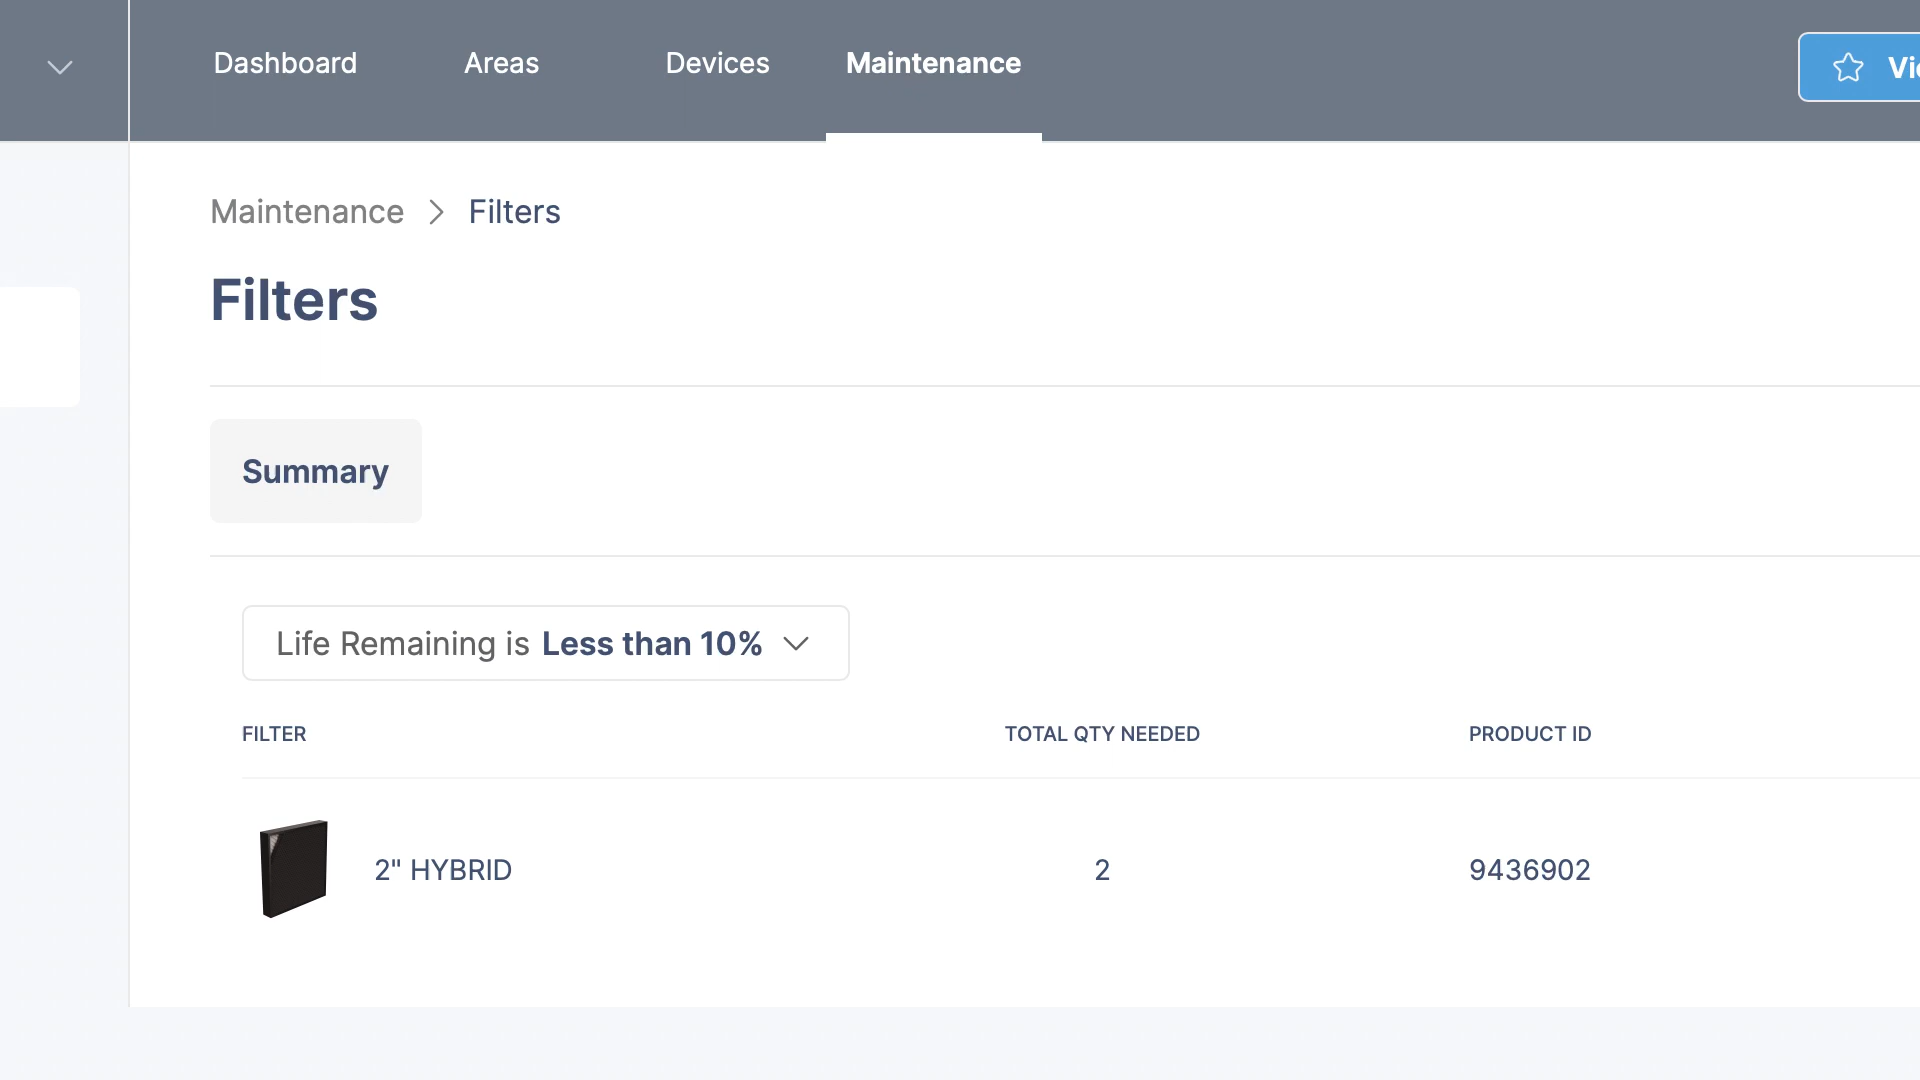 Dashboard Areas Devices Maintenance
Maintenance > Filters
Filters
Summary
Life Remaining is Less than 10%
FILTER TOTAL QTY NEEDED PRODUCT ID
2" HYBRID 2 9436902